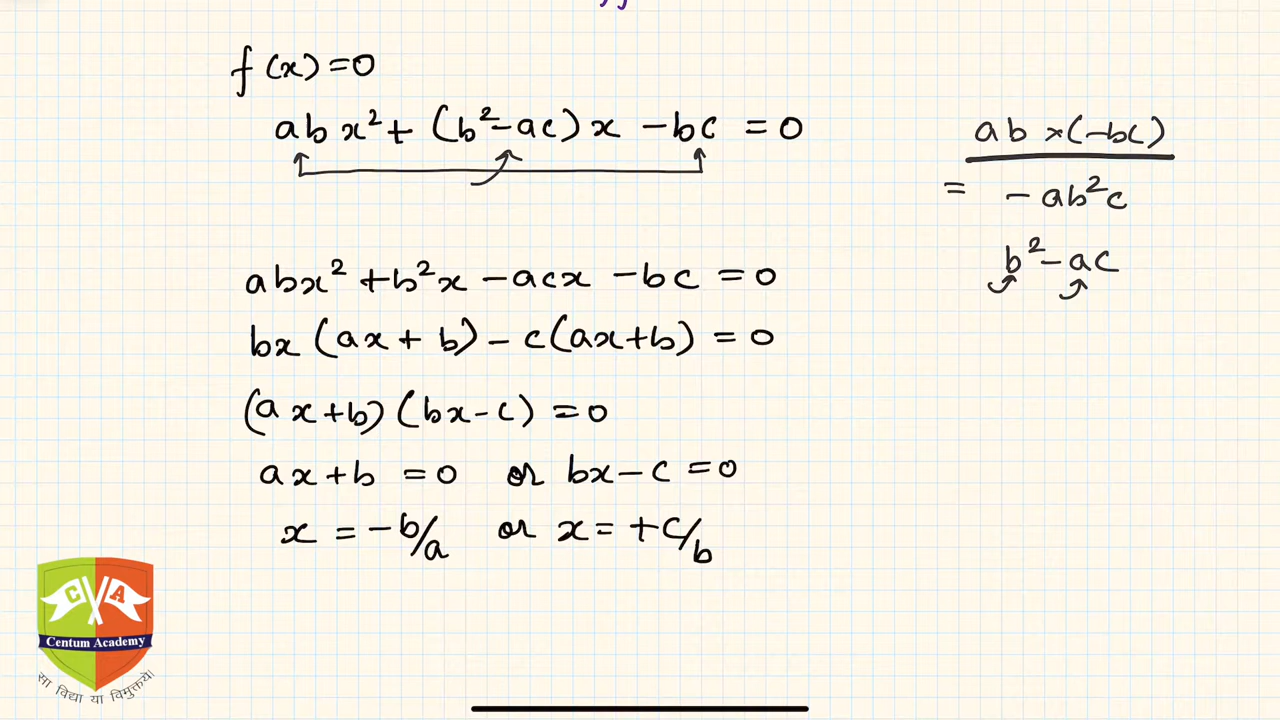 f(x)=0
abx²+(b²-ac)x -bc =0
abx² +b²x -acx -bc =0
bx (ax+b)-c(ax+b) =0
(ax+b)(bx-c)=0
ax+b =0 or bx-c=0
x = -b/a or x= +c/b
ab ×(-bc)
= -ab²c
b²-ac
C A
Centum Academy
सा विद्या या विमुक्तये।